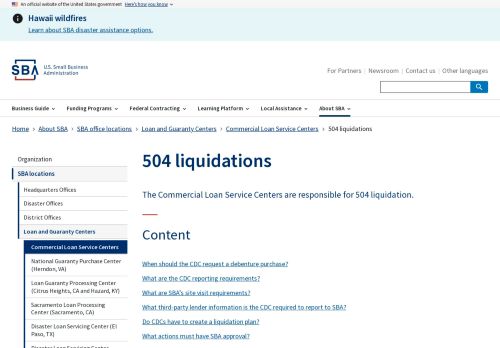 An official website of the United States government Here's how you know
Hawaii wildfires
Learn about SBA disaster assistance options.
SBA
U.S. Small Business
Administration
For Partners | Newsroom | Contact us | Other languages
Business Guide Funding Programs Federal Contracting Learning Platform Local Assistance About SBA
Home › About SBA › SBA office locations › Loan and Guaranty Centers › Commercial Loan Service Centers › 504 liquidations
Organization
SBA locations
Headquarters Offices
Disaster Offices
District Offices
Loan and Guaranty Centers
Commercial Loan Service Centers
National Guaranty Purchase Center
(Herndon, VA)
Loan Guaranty Processing Center
(Citrus Heights, CA and Hazard, KY)
Sacramento Loan Processing
Center (Sacramento, CA)
Disaster Loan Servicing Center (El
Paso, TX)
Disaster Loan Servicing Center
504 liquidations
The Commercial Loan Service Centers are responsible for 504 liquidation.
Content
When should the CDC request a debenture purchase?
What are the CDC reporting requirements?
What are SBA's site visit requirements?
What third-party lender information is the CDC required to report to SBA?
Do CDCs have to create a liquidation plan?
What actions must have SBA approval?